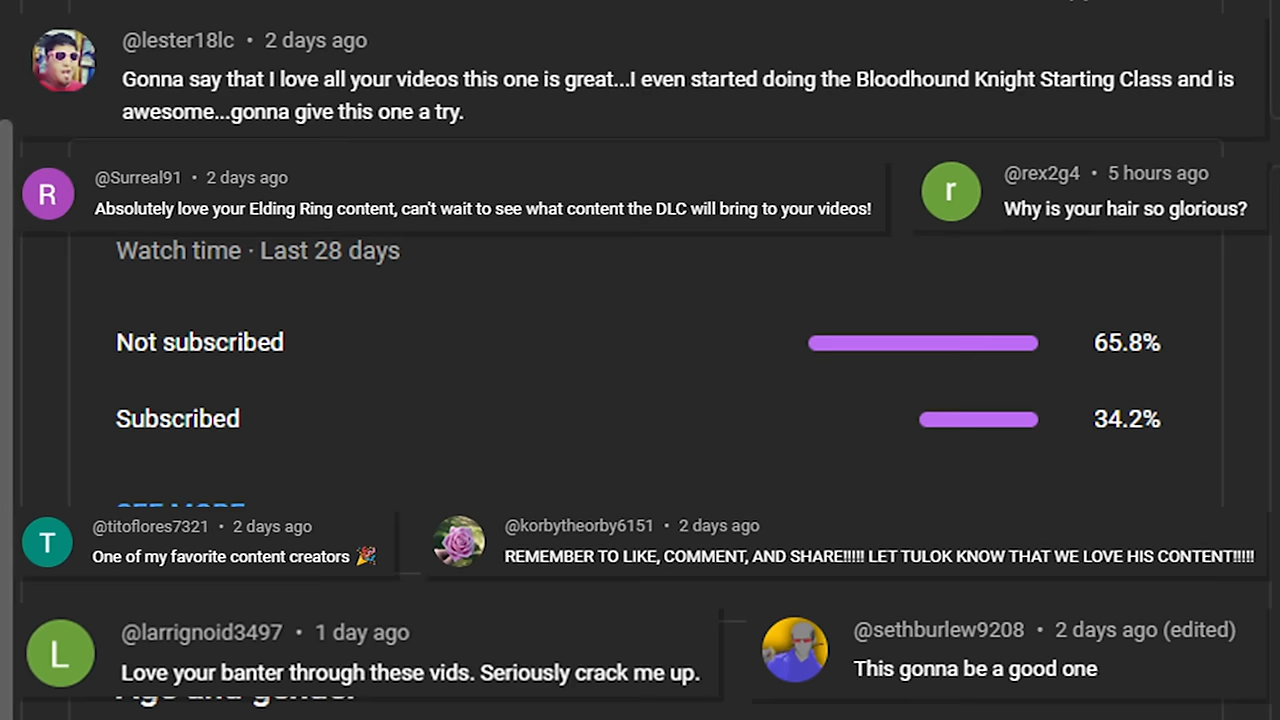 @lester18lc • 2 days ago
Gonna say that I love all your videos this one is great...I even started doing the Bloodhound Knight Starting Class and is
awesome...gonna give this one a try.
R
@Surreal91 • 2 days ago
Absolutely love your Elding Ring content, can't wait to see what content the DLC will bring to your videos!
r
@rex2g4 • 5 hours ago
Why is your hair so glorious?
Watch time · Last 28 days
Not subscribed 65.8%
Subscribed 34.2%
SEE MORE
T
@titoflores7321 • 2 days ago
One of my favorite content creators 🎉
@korbytheorby6151 • 2 days ago
REMEMBER TO LIKE, COMMENT, AND SHARE!!!!! LET TULOK KNOW THAT WE LOVE HIS CONTENT!!!!!
L
@larrignoid3497 • 1 day ago
Love your banter through these vids. Seriously crack me up.
@sethburlew9208 • 2 days ago (edited)
This gonna be a good one
Age and gender